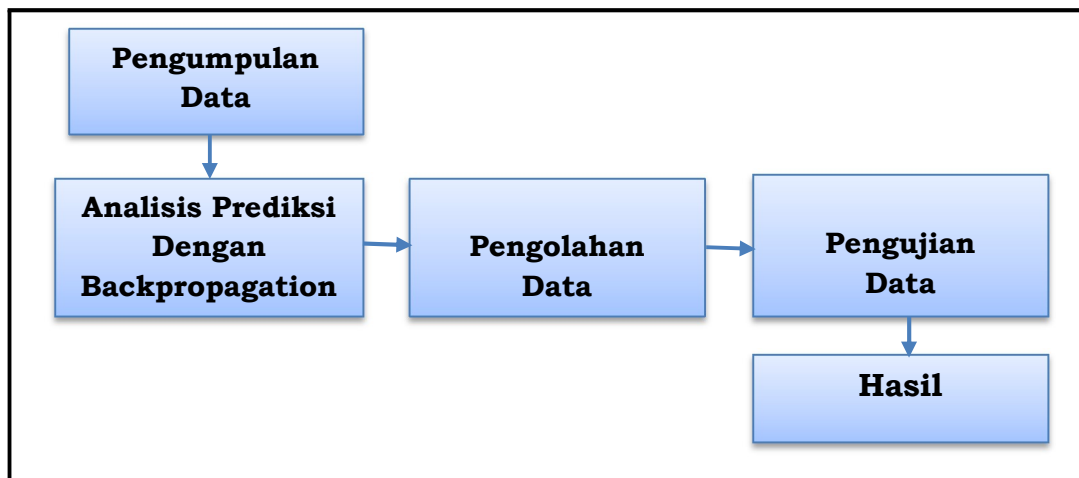 Pengumpulan
Data
Analisis Prediksi
Dengan
Backpropagation
Pengolahan
Data
Pengujian
Data
Hasil